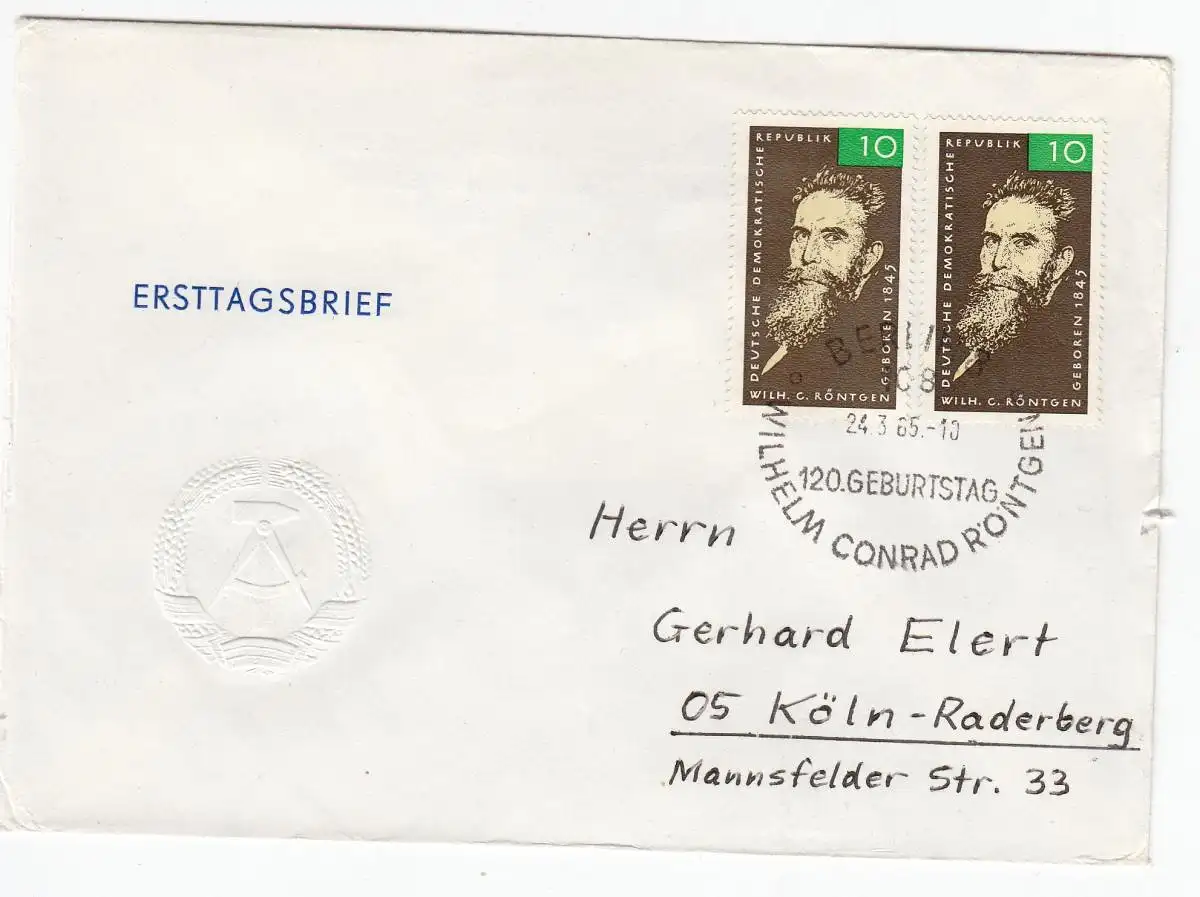 REPUBLIK 10
DEUTSCHE DEMOKRATISCHE
GEBOREN 1845
WILH. C. RÖNTGEN
REPUBLIK 10
DEUTSCHE DEMOKRATISCHE
GEBOREN 1845
WILH. C. RÖNTGEN
ERSTTAGSBRIEF
BERLIN
24.3.65.-10
120.GEBURTSTAG
WILHELM CONRAD RÖNTGEN
Herrn
Gerhard Elert
05 Köln-Raderberg
Mannsfelder Str. 33